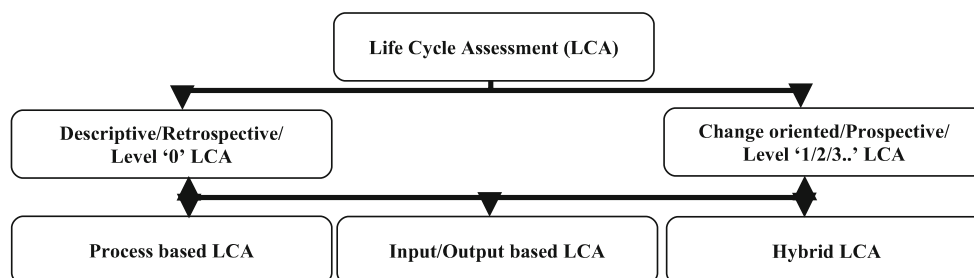 Life Cycle Assessment (LCA)
Descriptive/Retrospective/
Level ‘0’ LCA
Change oriented/Prospective/
Level ‘1/2/3..’ LCA
Process based LCA
Input/Output based LCA
Hybrid LCA